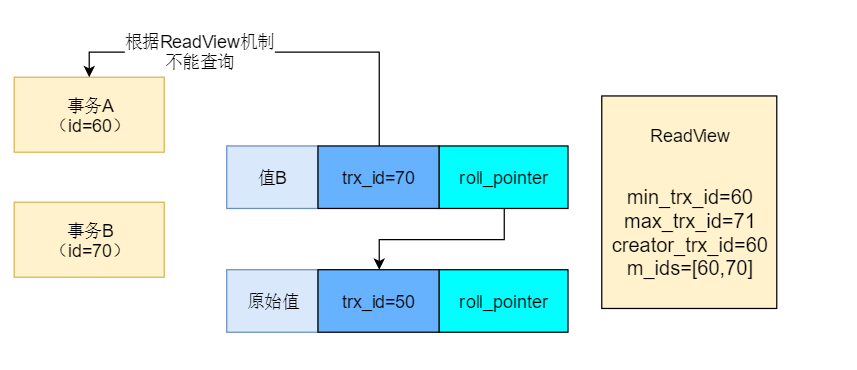 根据ReadView机制
不能查询
事务A
（id=60）
ReadView
值B
trx_id=70
roll_pointer
min_trx_id=60
max_trx_id=71
creator_trx_id=60
m_ids=[60,70]
事务B
（id=70）
原始值
trx_id=50
roll_pointer